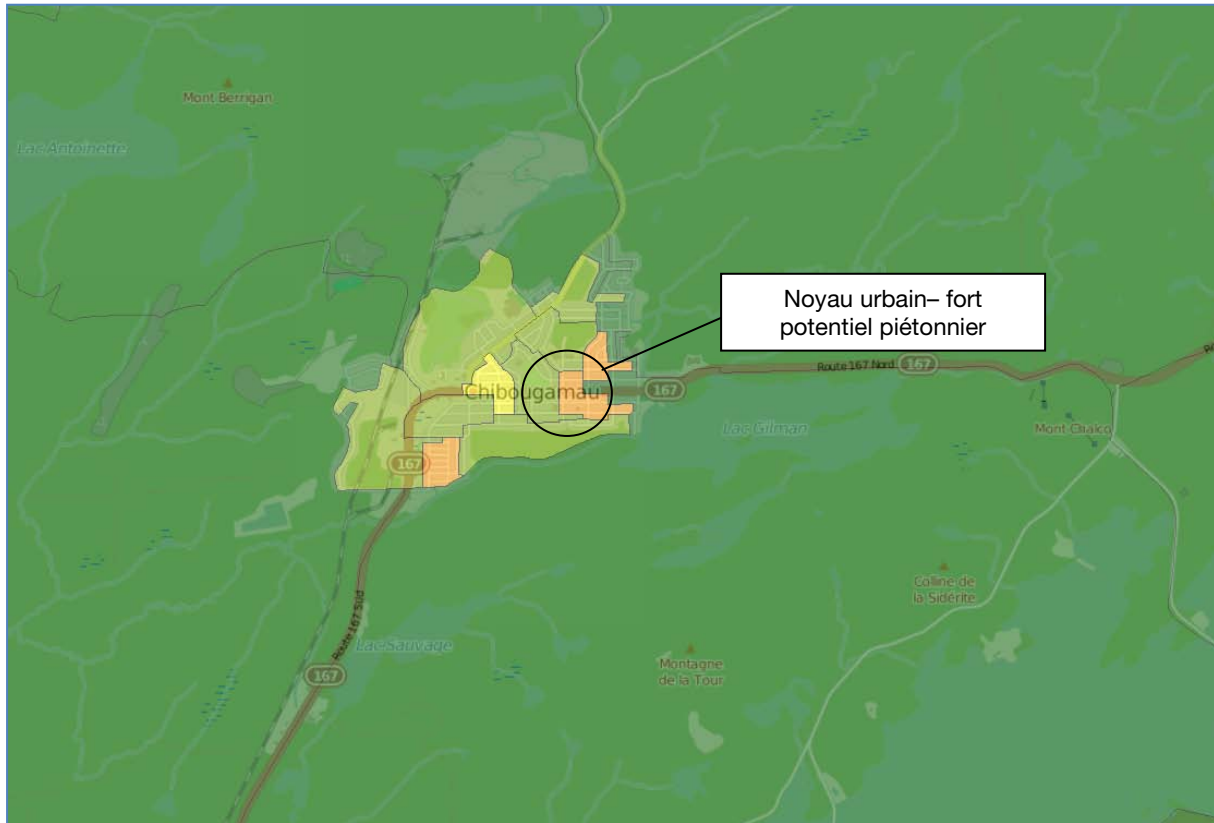 Mont Berrigan
Lac Antoinette
Noyau urbain– fort
potentiel piétonnier
Route 167 Nord
167
167
Chibougamau
Lac Gilman
Mont Chalco
167
Colline de
la Sidérite
Route 167 Sud
Lac Sauvage
Montagne
de la Tour
167